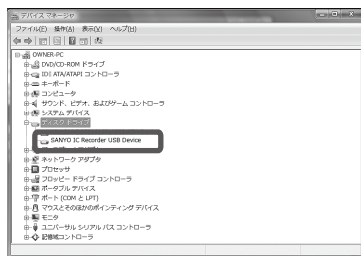 デバイス マネージャ
ファイル(F) 操作(A) 表示(V) ヘルプ(H)
OWNER-PC
DVD/CD-ROM ドライブ
IDE ATA/ATAPI コントローラ
キーボード
コンピュータ
サウンド、ビデオ、およびゲーム コントローラ
システム デバイス
ディスク ドライブ
SANYO IC Recorder USB Device
ネットワーク アダプタ
プロセッサ
フロッピー ドライブ コントローラ
ポータブル デバイス
ポート (COM と LPT)
マウスとそのほかのポインティング デバイス
モニタ
ユニバーサル シリアル バス コントローラ
記憶域コントローラ